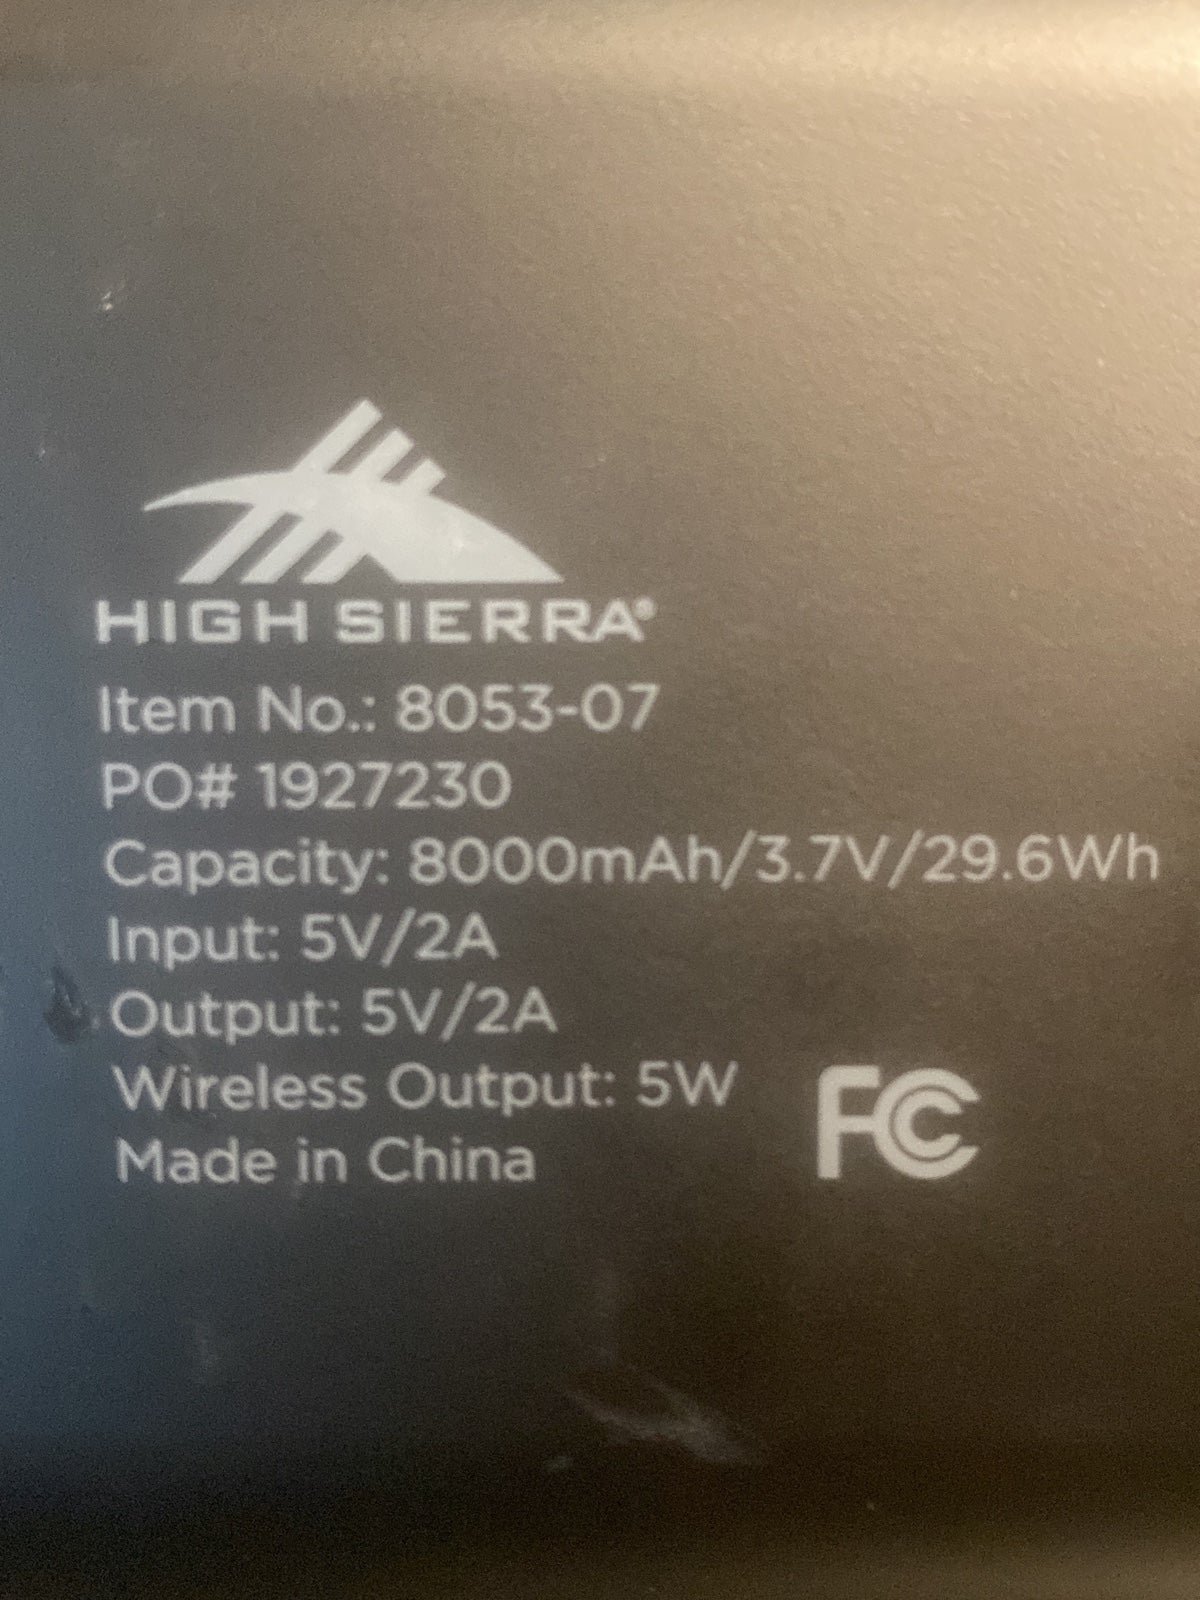 HIGH SIERRA®
Item No.: 8053-07
PO# 1927230
Capacity: 8000mAh/3.7V/29.6Wh
Input: 5V/2A
Output: 5V/2A
Wireless Output: 5W
Made in China
FC